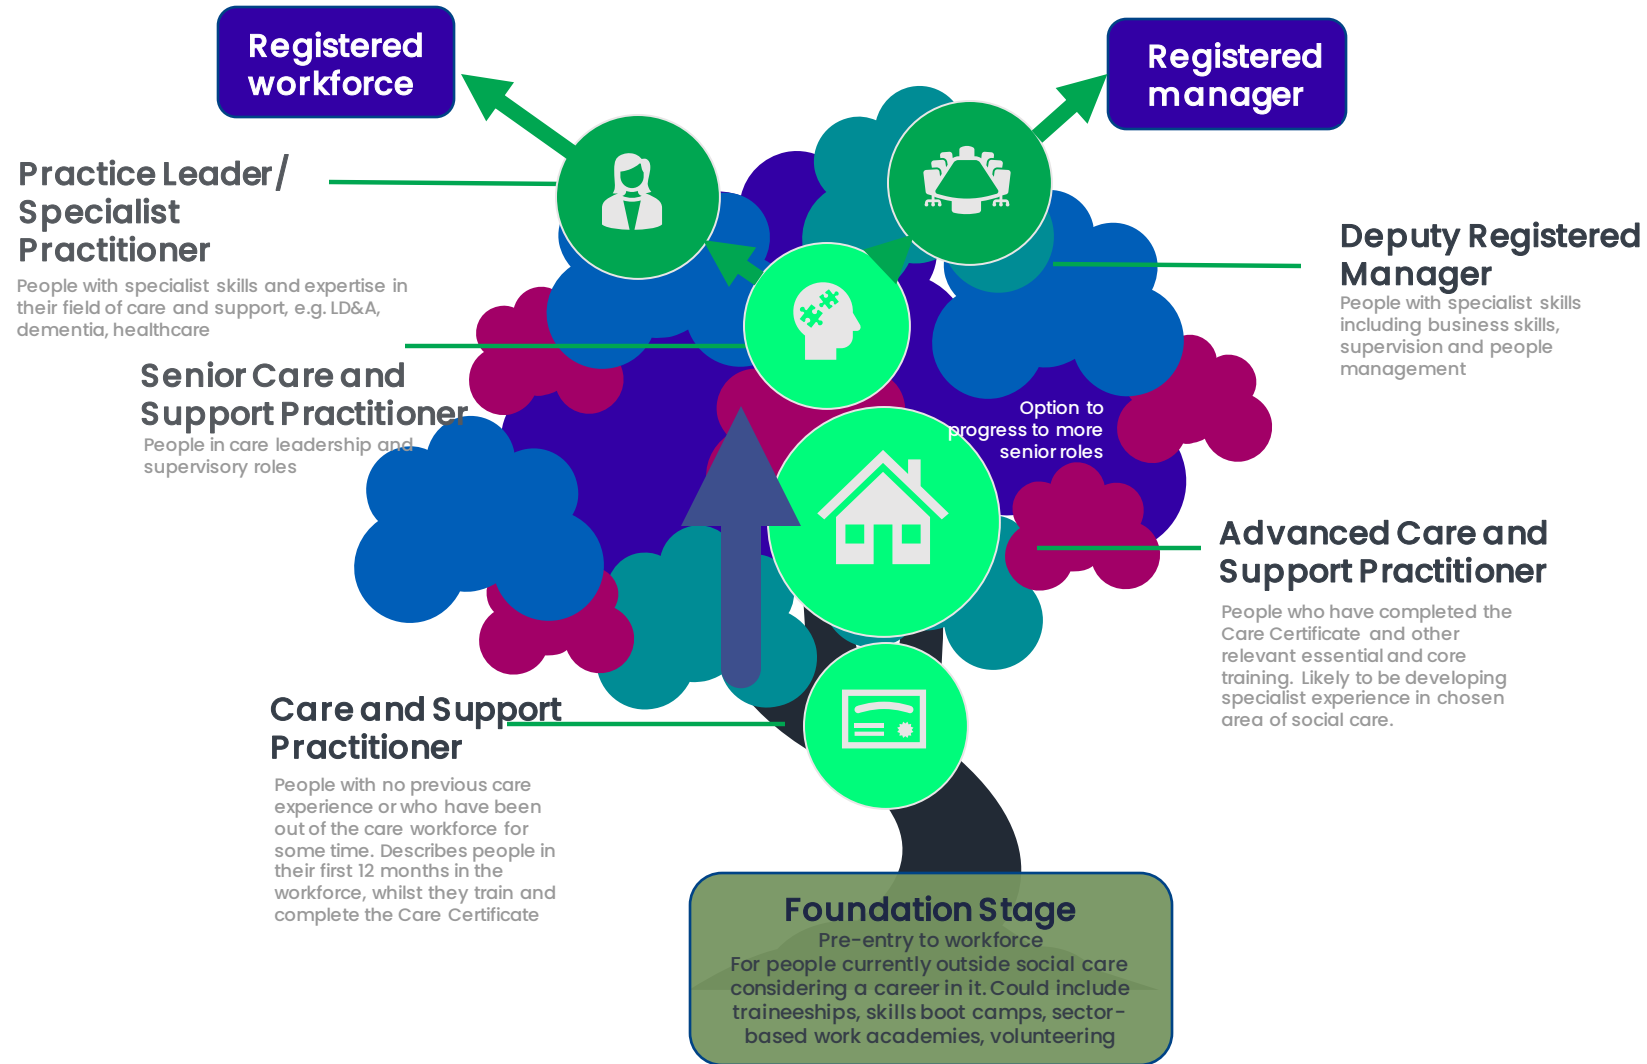 Registered
workforce
Registered
manager
Practice Leader/
Specialist
Practitioner
People with specialist skills and expertise in
their field of care and support, e.g. LD&A,
dementia, healthcare
Deputy Registered
Manager
People with specialist skills
including business skills,
supervision and people
management
Senior Care and
Support Practitioner
People in care leadership and
supervisory roles
Option to
progress to more
senior roles
Advanced Care and
Support Practitioner
People who have completed the
Care Certificate and other
relevant essential and core
training. Likely to be developing
specialist experience in chosen
area of social care.
Care and Support
Practitioner
People with no previous care
experience or who have been
out of the care workforce for
some time. Describes people in
their first 12 months in the
workforce, whilst they train and
complete the Care Certificate
Foundation Stage
Pre-entry to workforce
For people currently outside social care
considering a career in it. Could include
traineeships, skills boot camps, sector-
based work academies, volunteering